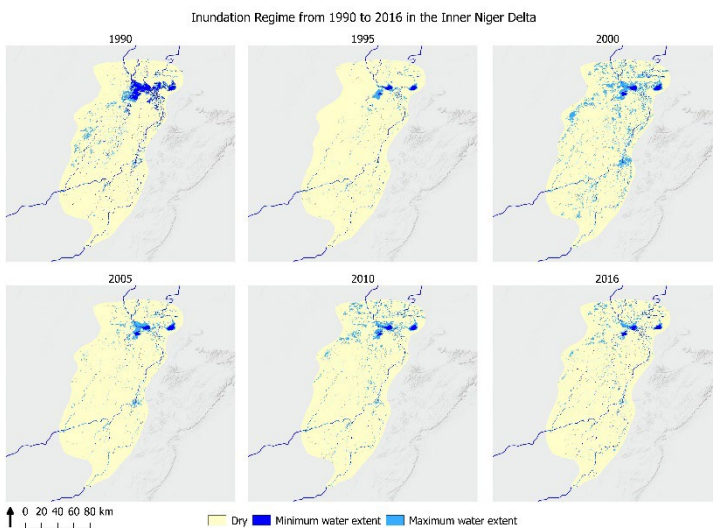 Inundation Regime from 1990 to 2016 in the Inner Niger Delta
1990
1995
2000
2005
2010
2016
0 20 40 60 80 km
Dry
Minimum water extent
Maximum water extent